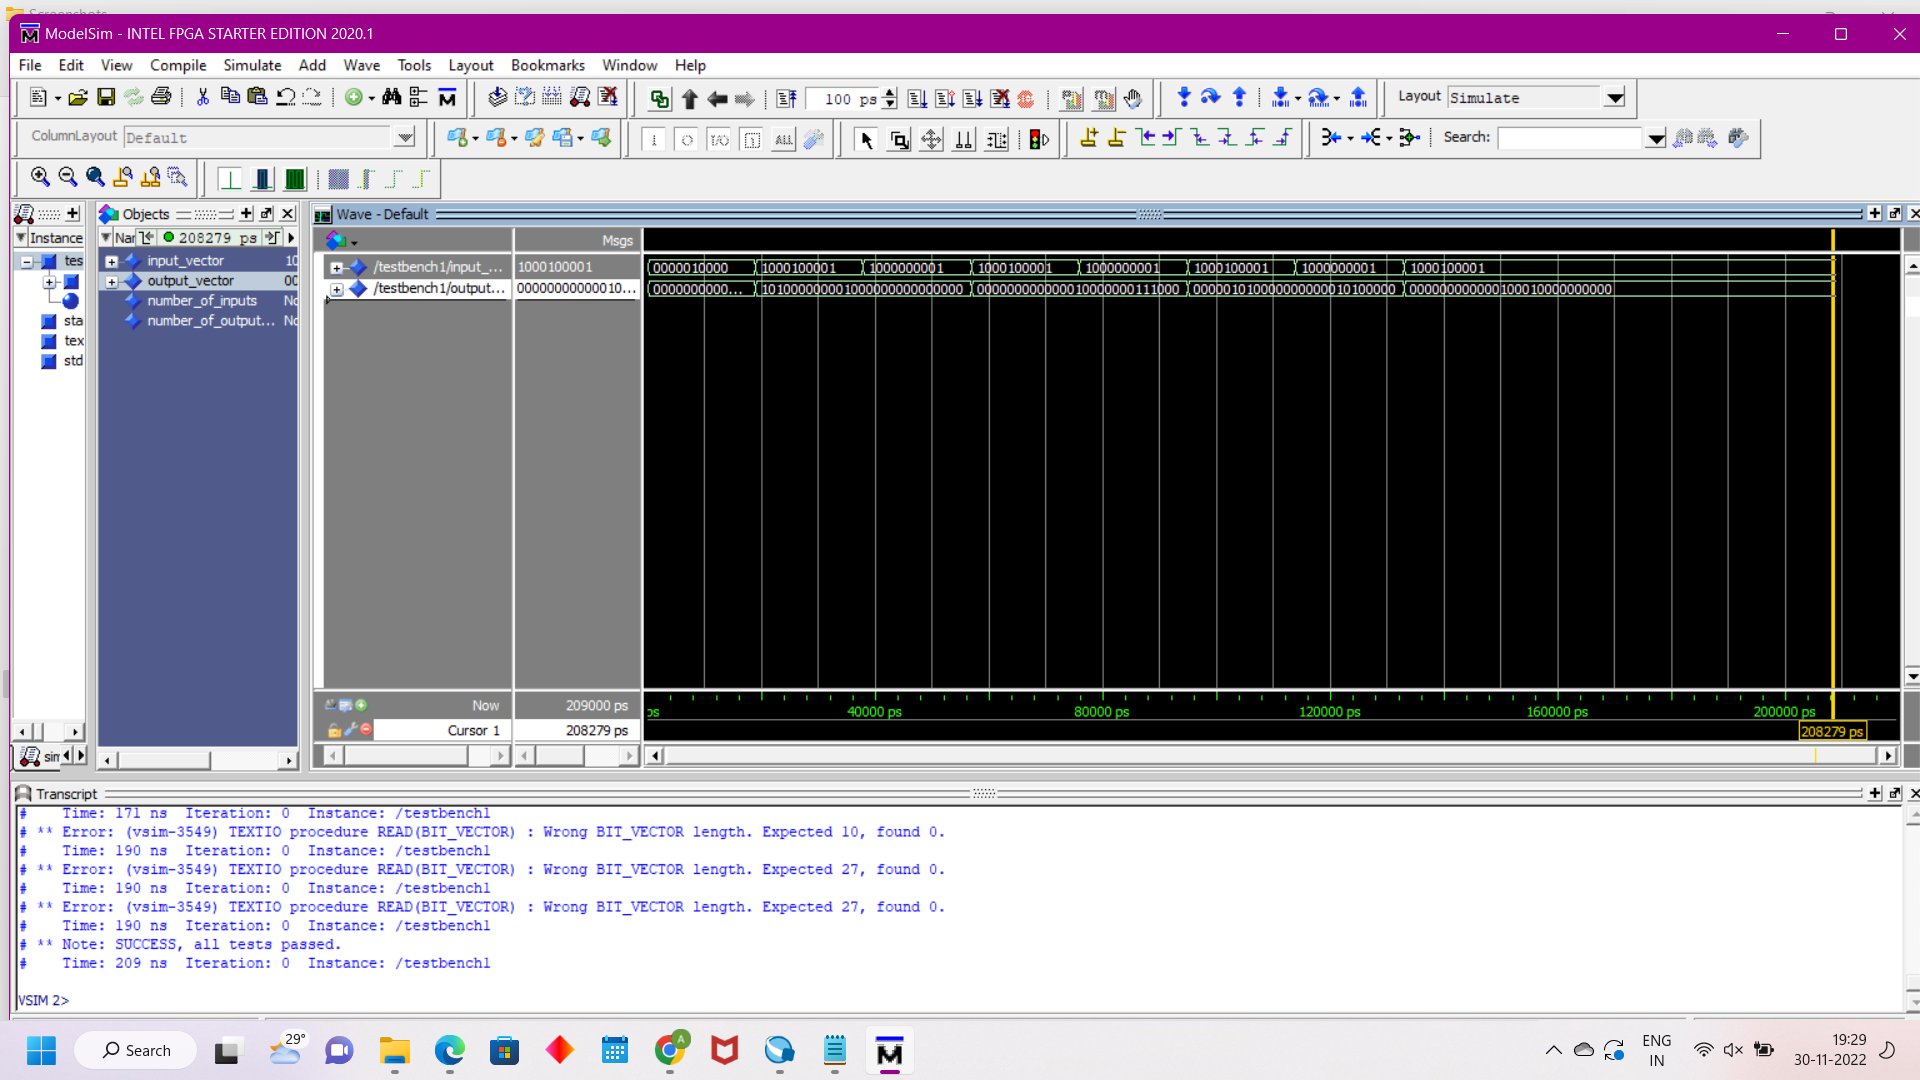 ModelSim - INTEL FPGA STARTER EDITION 2020.1
File Edit View Compile Simulate Add Wave Tools Layout Bookmarks Window Help
100 ps
Layout Simulate
ColumnLayout Default
Search:
Objects
Wave - Default
Instance
208279 ps
Msgs
tes
sta
tex
std
input_vector 10
output_vector 00
number_of_inputs No
number_of_output... No
/testbench1/input_... 1000100001 0000010000 1000100001 1000000001 1000100001 1000000001 1000100001 1000000001 1000100001
/testbench1/output... 00000000000010... 0000000000... 101000000001000000000000000 000000000000010000000111000 000001010000000000010100000 000000000000100010000000000
Now 209000 ps
ps 40000 ps 80000 ps 120000 ps 160000 ps 200000 ps
Cursor 1 208279 ps
208279 ps
sim
Transcript
# Time: 171 ns Iteration: 0 Instance: /testbench1
# ** Error: (vsim-3549) TEXTIO procedure READ(BIT_VECTOR) : Wrong BIT_VECTOR length. Expected 10, found 0.
# Time: 190 ns Iteration: 0 Instance: /testbench1
# ** Error: (vsim-3549) TEXTIO procedure READ(BIT_VECTOR) : Wrong BIT_VECTOR length. Expected 27, found 0.
# Time: 190 ns Iteration: 0 Instance: /testbench1
# ** Error: (vsim-3549) TEXTIO procedure READ(BIT_VECTOR) : Wrong BIT_VECTOR length. Expected 27, found 0.
# Time: 190 ns Iteration: 0 Instance: /testbench1
# ** Note: SUCCESS, all tests passed.
# Time: 209 ns Iteration: 0 Instance: /testbench1
VSIM 2>
Search
29°
A
ENG
IN
19:29
30-11-2022